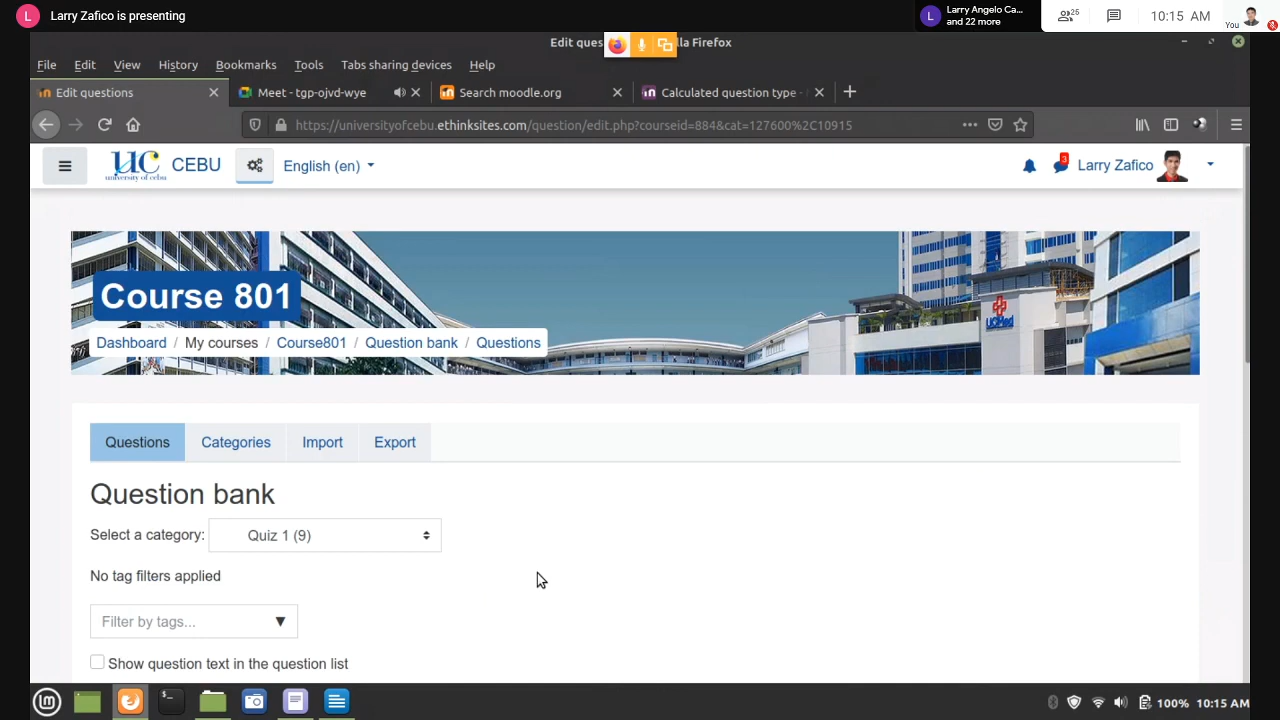 L Larry Zafico is presenting
L Larry Angelo Ca...
and 22 more
25
10:15 AM
You
Edit ques
lla Firefox
File Edit View History Bookmarks Tools Tabs sharing devices Help
Edit questions
Meet - tgp-ojvd-wye
Search moodle.org
Calculated question type -
https://universityofcebu.ethinksites.com/question/edit.php?courseid=884&cat=127600%2C10915
UC
university of cebu
CEBU
English (en)
3
Larry Zafico
UCMed
Course 801
Dashboard / My courses / Course801 / Question bank / Questions
Questions Categories Import Export
Question bank
Select a category: Quiz 1 (9)
No tag filters applied
Filter by tags...
Show question text in the question list
100% 10:15 AM